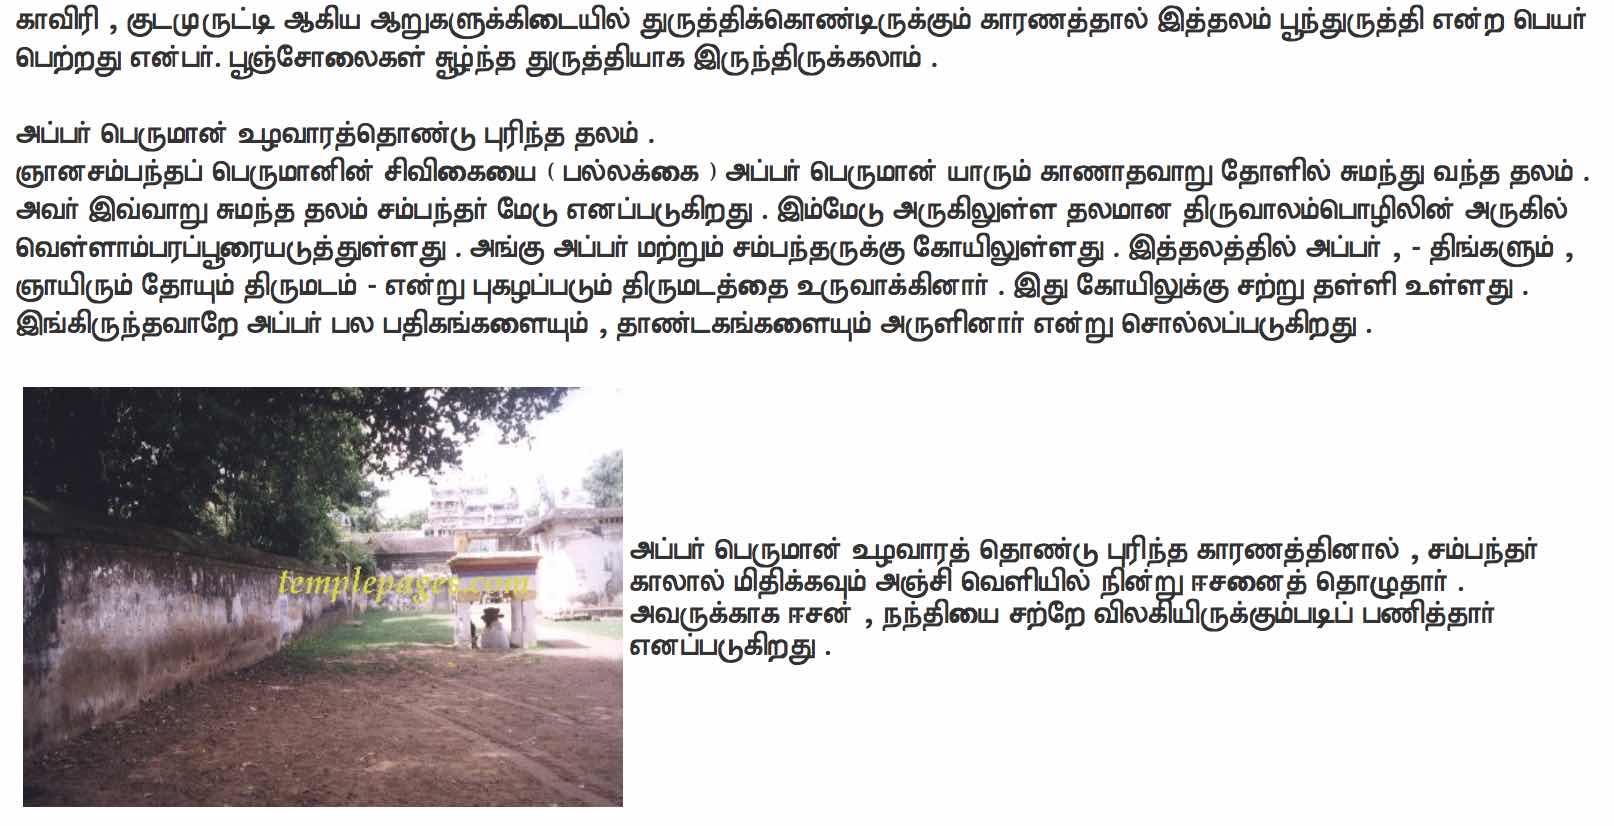 காவிரி , குடமுருட்டி ஆகிய ஆறுகளுக்கிடையில் துருத்திக்கொண்டிருக்கும் காரணத்தால் இத்தலம் பூந்துருத்தி என்ற பெயர்
பெற்றது என்பர். பூஞ்சோலைகள் சூழ்ந்த துருத்தியாக இருந்திருக்கலாம் .
அப்பர் பெருமான் உழவாரத்தொண்டு புரிந்த தலம் .
ஞானசம்பந்தப் பெருமானின் சிவிகையை ( பல்லக்கை ) அப்பர் பெருமான் யாரும் காணாதவாறு தோளில் சுமந்து வந்த தலம் .
அவர் இவ்வாறு சுமந்த தலம் சம்பந்தர் மேடு எனப்படுகிறது . இம்மேடு அருகிலுள்ள தலமான திருவாலம்பொழிலின் அருகில்
வெள்ளாம்பரப்பூரையடுத்துள்ளது . அங்கு அப்பர் மற்றும் சம்பந்தருக்கு கோயிலுள்ளது . இத்தலத்தில் அப்பர் , - திங்களும் ,
ஞாயிரும் தோயும் திருமடம் - என்று புகழப்படும் திருமடத்தை உருவாக்கினார் . இது கோயிலுக்கு சற்று தள்ளி உள்ளது .
இங்கிருந்தவாறே அப்பர் பல பதிகங்களையும் , தாண்டகங்களையும் அருளினார் என்று சொல்லப்படுகிறது .
templepages.com
அப்பர் பெருமான் உழவாரத் தொண்டு புரிந்த காரணத்தினால் , சம்பந்தர்
காலால் மிதிக்கவும் அஞ்சி வெளியில் நின்று ஈசனைத் தொழுதார் .
அவருக்காக ஈசன் , நந்தியை சற்றே விலகியிருக்கும்படிப் பணித்தார்
எனப்படுகிறது .